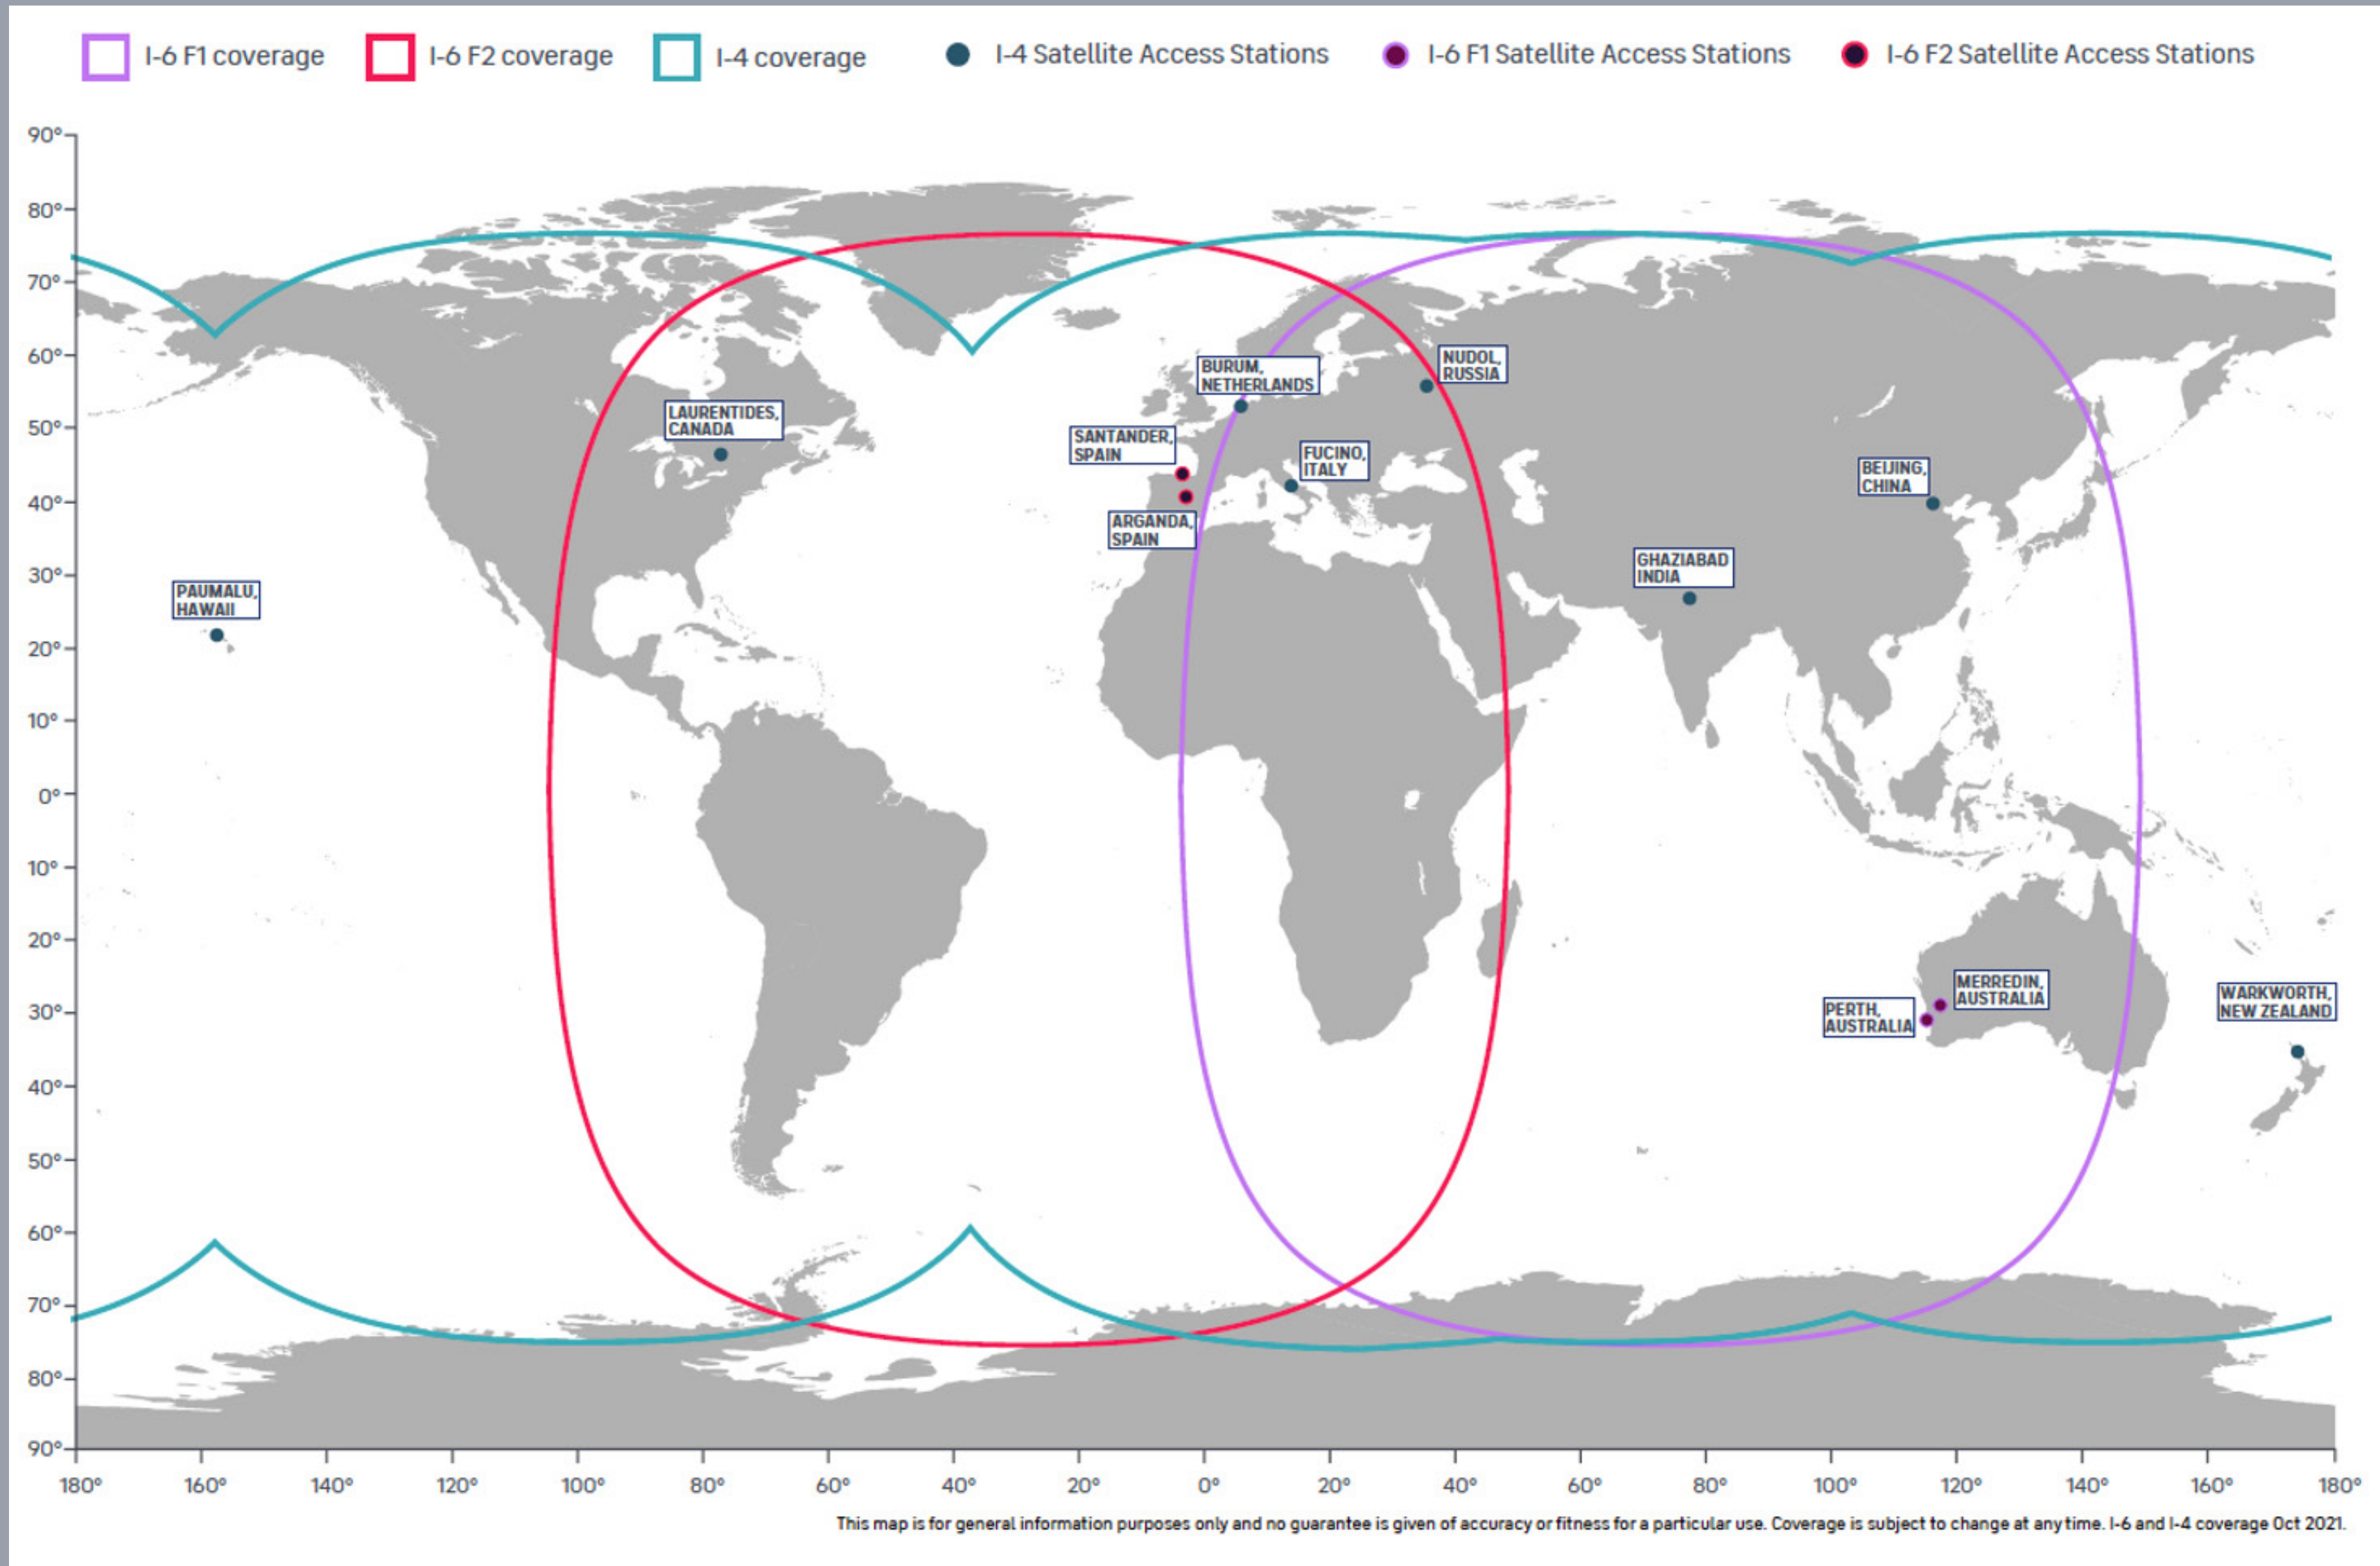 I-6 F1 coverage
I-6 F2 coverage
I-4 coverage
I-4 Satellite Access Stations
I-6 F1 Satellite Access Stations
I-6 F2 Satellite Access Stations
90°
80°
70°
60°
50°
40°
30°
20°
10°
0°
10°
20°
30°
40°
50°
60°
70°
80°
90°
NUDOL,
RUSSIA
BURUM,
NETHERLANDS
LAURENTIDES,
CANADA
SANTANDER,
SPAIN
FUCINO,
ITALY
BEIJING,
CHINA
ARGANDA,
SPAIN
GHAZIABAD
INDIA
PAUMALU,
HAWAII
MERREDIN,
AUSTRALIA
WARKWORTH,
NEW ZEALAND
PERTH,
AUSTRALIA
180° 160° 140° 120° 100° 80° 60° 40° 20° 0° 20° 40° 60° 80° 100° 120° 140° 160° 180°
This map is for general information purposes only and no guarantee is given of accuracy or fitness for a particular use. Coverage is subject to change at any time. I-6 and I-4 coverage Oct 2021.